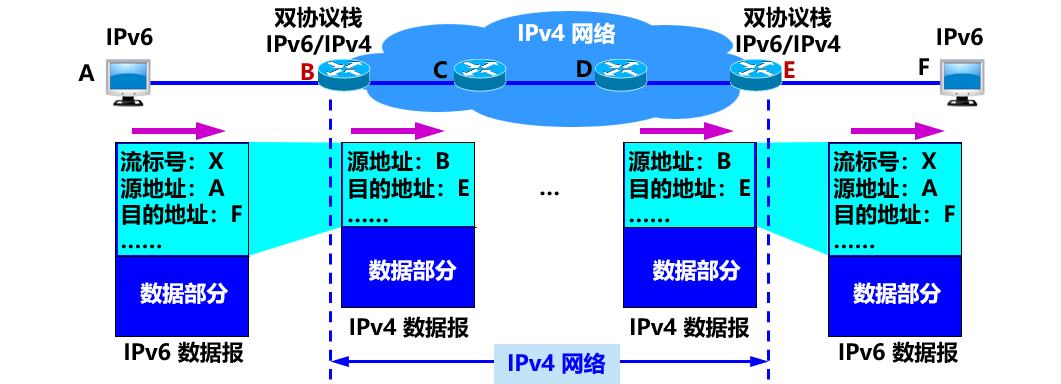 IPv6
双协议栈
IPv6/IPv4
IPv4 网络
双协议栈
IPv6/IPv4
IPv6
A
B
C
D
E
F
流标号：X
源地址：A
目的地址：F
......
数据部分
IPv6 数据报
源地址：B
目的地址：E
......
数据部分
IPv4 数据报
...
源地址：B
目的地址：E
......
数据部分
IPv4 数据报
流标号：X
源地址：A
目的地址：F
......
数据部分
IPv6 数据报
IPv4 网络